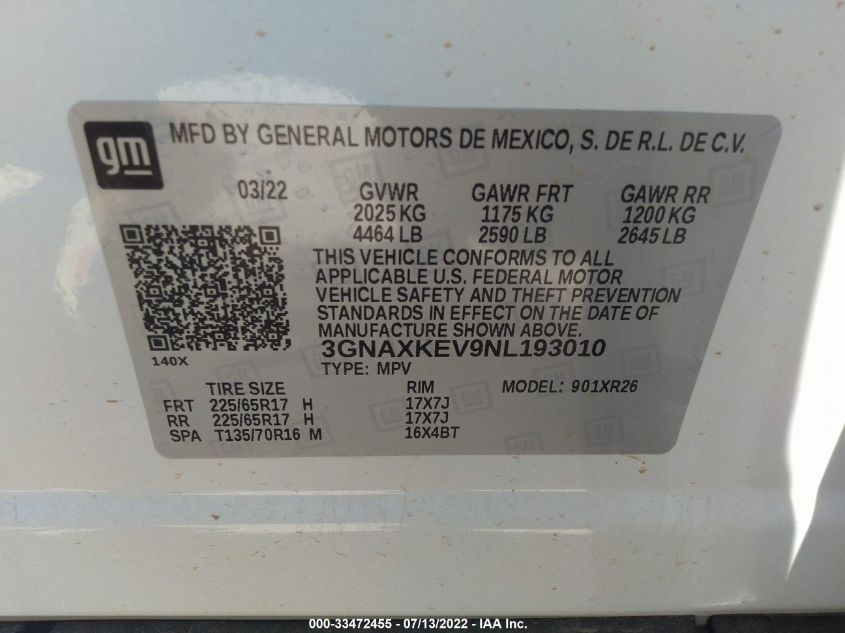 gm
MFD BY GENERAL MOTORS DE MEXICO, S. DE R.L. DE C.V.
03/22 GVWR GAWR FRT GAWR RR
2025 KG 1175 KG 1200 KG
4464 LB 2590 LB 2645 LB
THIS VEHICLE CONFORMS TO ALL
APPLICABLE U.S. FEDERAL MOTOR
VEHICLE SAFETY AND THEFT PREVENTION
STANDARDS IN EFFECT ON THE DATE OF
MANUFACTURE SHOWN ABOVE.
3GNAXKEV9NL193010
140X
TYPE: MPV
TIRE SIZE RIM MODEL: 901XR26
FRT 225/65R17 H 17X7J
RR 225/65R17 H 17X7J
SPA T135/70R16 M 16X4BT
000-33472455 - 07/13/2022 - IAA Inc.